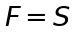 F = S